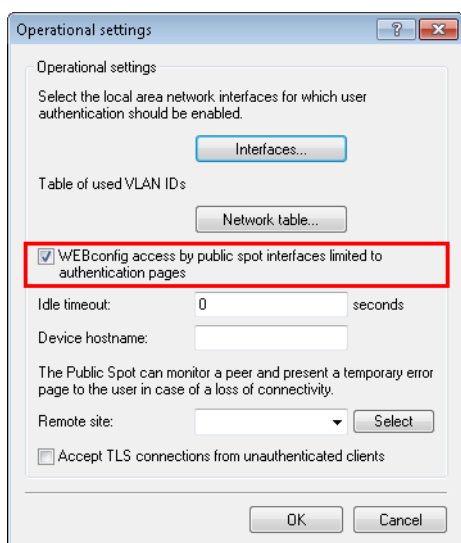 Operational settings
?
Operational settings
Select the local area network interfaces for which user
authentication should be enabled.
Interfaces...
Table of used VLAN IDs
Network table...
WEBconfig access by public spot interfaces limited to
authentication pages
Idle timeout: 0 seconds
Device hostname:
The Public Spot can monitor a peer and present a temporary error
page to the user in case of a loss of connectivity.
Remote site: Select
Accept TLS connections from unauthenticated clients
OK Cancel